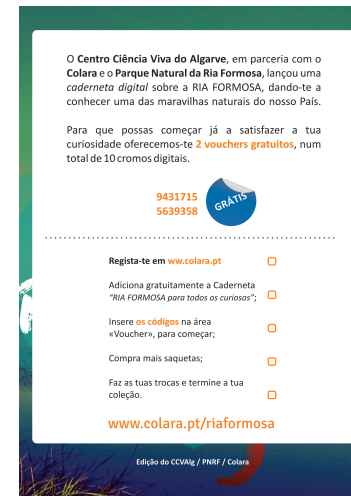 O Centro Ciência Viva do Algarve, em parceria com o
Colara e o Parque Natural da Ria Formosa, lançou uma
caderneta digital sobre a RIA FORMOSA, dando-te a
conhecer uma das maravilhas naturais do nosso País.
Para que possas começar já a satisfazer a tua
curiosidade oferecemos-te 2 vouchers gratuitos, num
total de 10 cromos digitais.
9431715
5639358
GRÁTIS
Regista-te em ww.colara.pt
Adiciona gratuitamente a Caderneta
“RIA FORMOSA para todos os curiosos”;
Insere os códigos na área
«Voucher», para começar;
Compra mais saquetas;
Faz as tuas trocas e termine a tua
coleção.
www.colara.pt/riaformosa
Edição do CCVAlg / PNRF / Colara